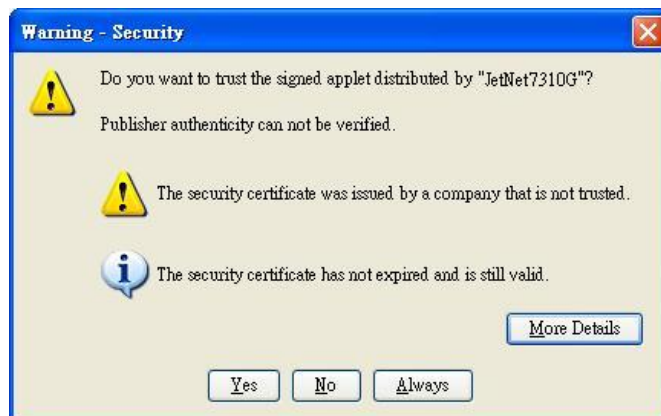 Warning - Security
Do you want to trust the signed applet distributed by "JetNet7310G"?
Publisher authenticity can not be verified.
The security certificate was issued by a company that is not trusted.
The security certificate has not expired and is still valid.
More Details
Yes No Always